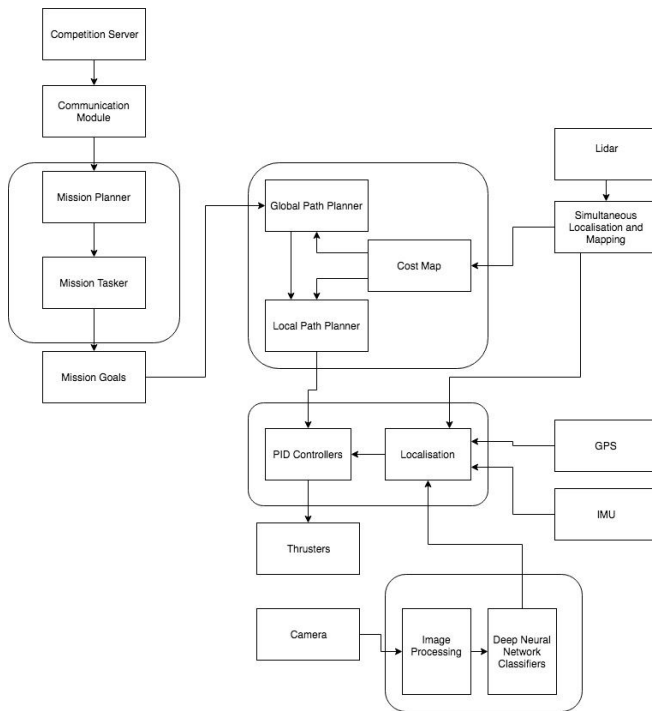 Competition Server
Communication
Module
Mission Planner
Mission Tasker
Mission Goals
Global Path Planner
Cost Map
Local Path Planner
Lidar
Simultaneous
Localisation and
Mapping
PID Controllers
Localisation
GPS
IMU
Thrusters
Camera
Image
Processing
Deep Neural
Network
Classifiers